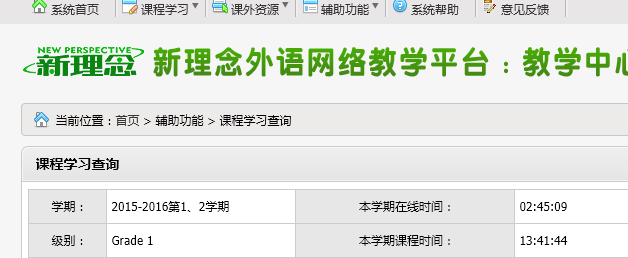 系统首页 课程学习 课外资源 辅助功能 系统帮助 意见反馈
NEW PERSPECTIVE
新理念 新理念外语网络教学平台：教学中心
当前位置：首页 > 辅助功能 > 课程学习查询
课程学习查询
学期： 2015-2016第1、2学期 本学期在线时间： 02:45:09
级别： Grade 1 本学期课程时间： 13:41:44